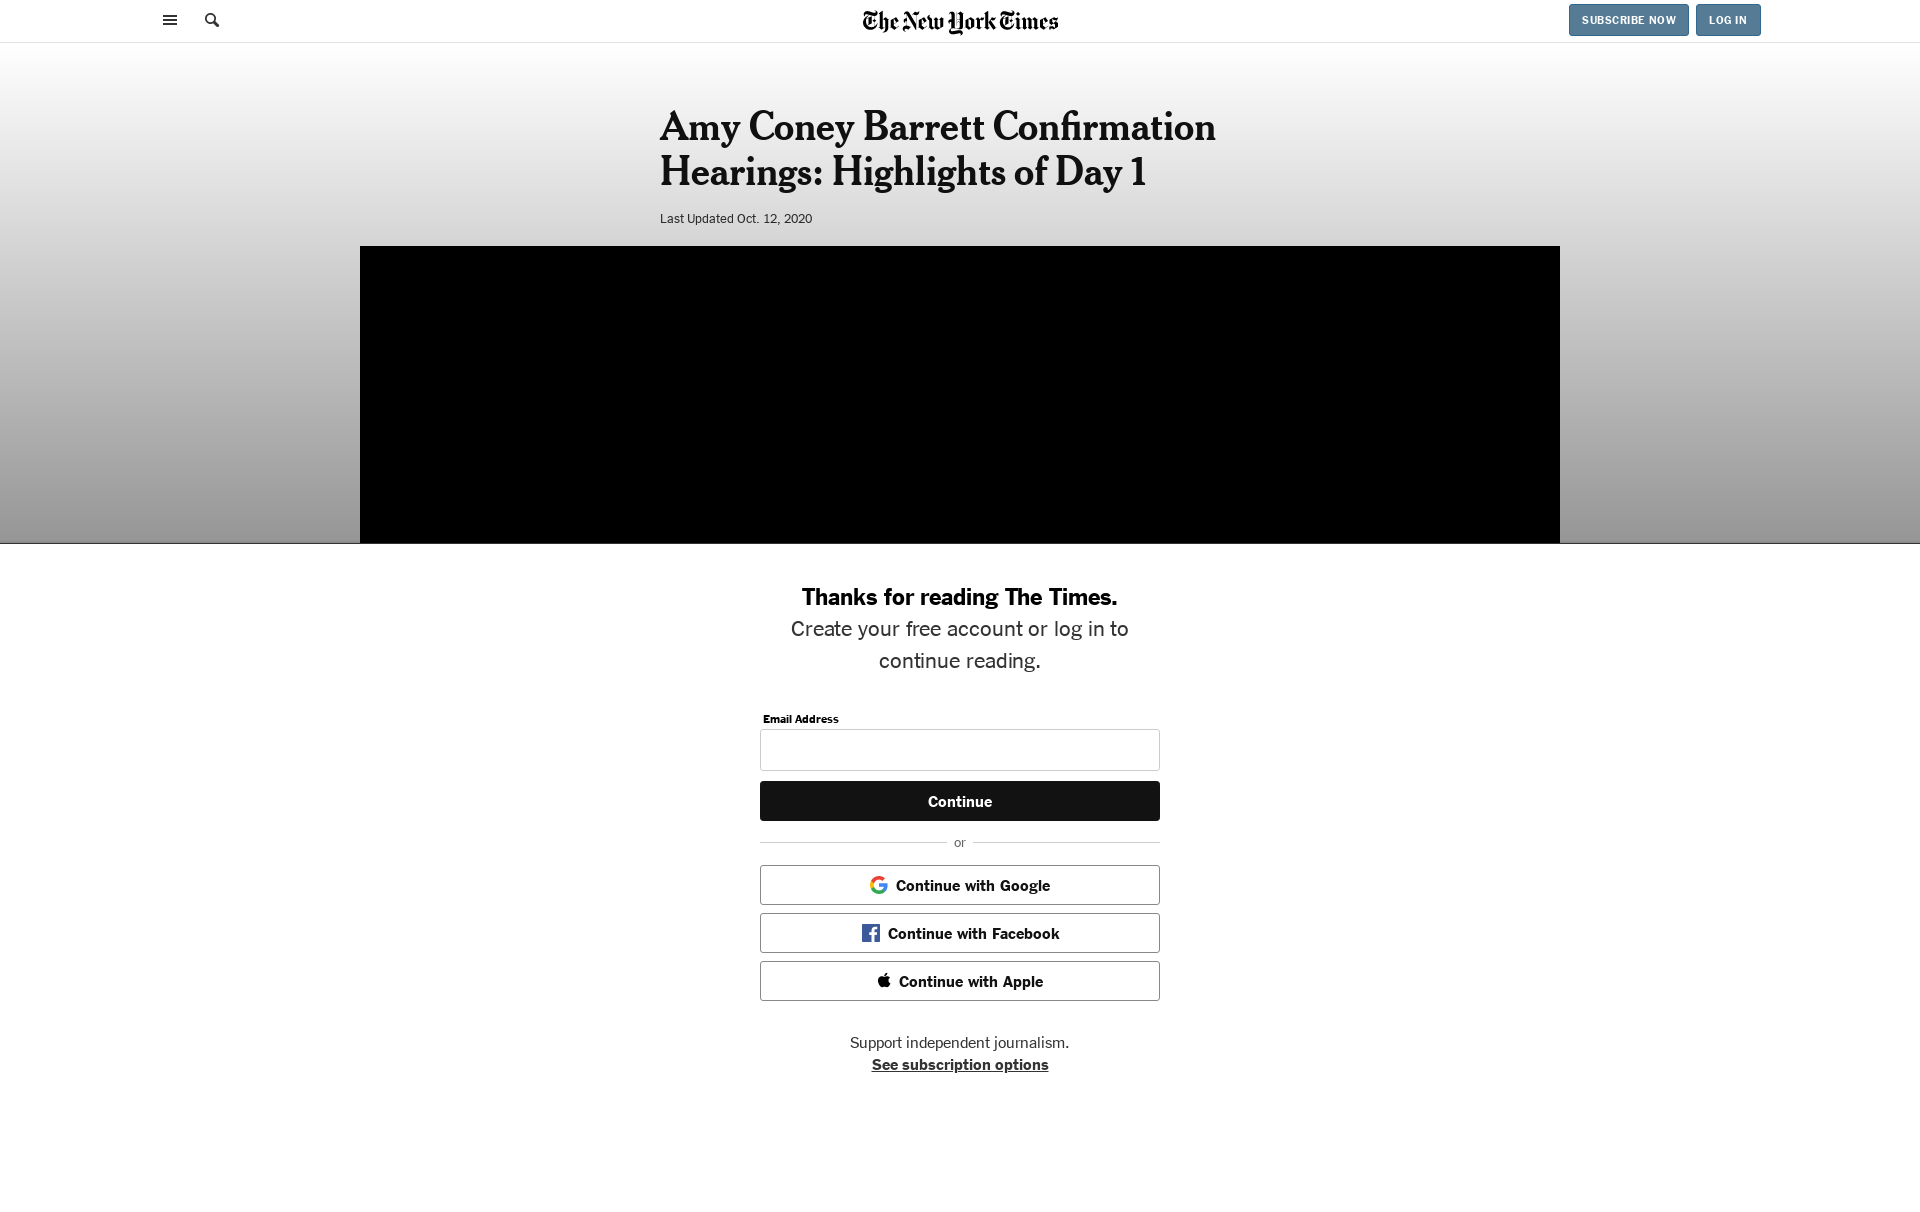 The New York Times
SUBSCRIBE NOW
LOG IN
Amy Coney Barrett Confirmation
Hearings: Highlights of Day 1
Last Updated Oct. 12, 2020
Thanks for reading The Times.
Create your free account or log in to
continue reading.
Email Address
Continue
or
Continue with Google
Continue with Facebook
Continue with Apple
Support independent journalism.
See subscription options